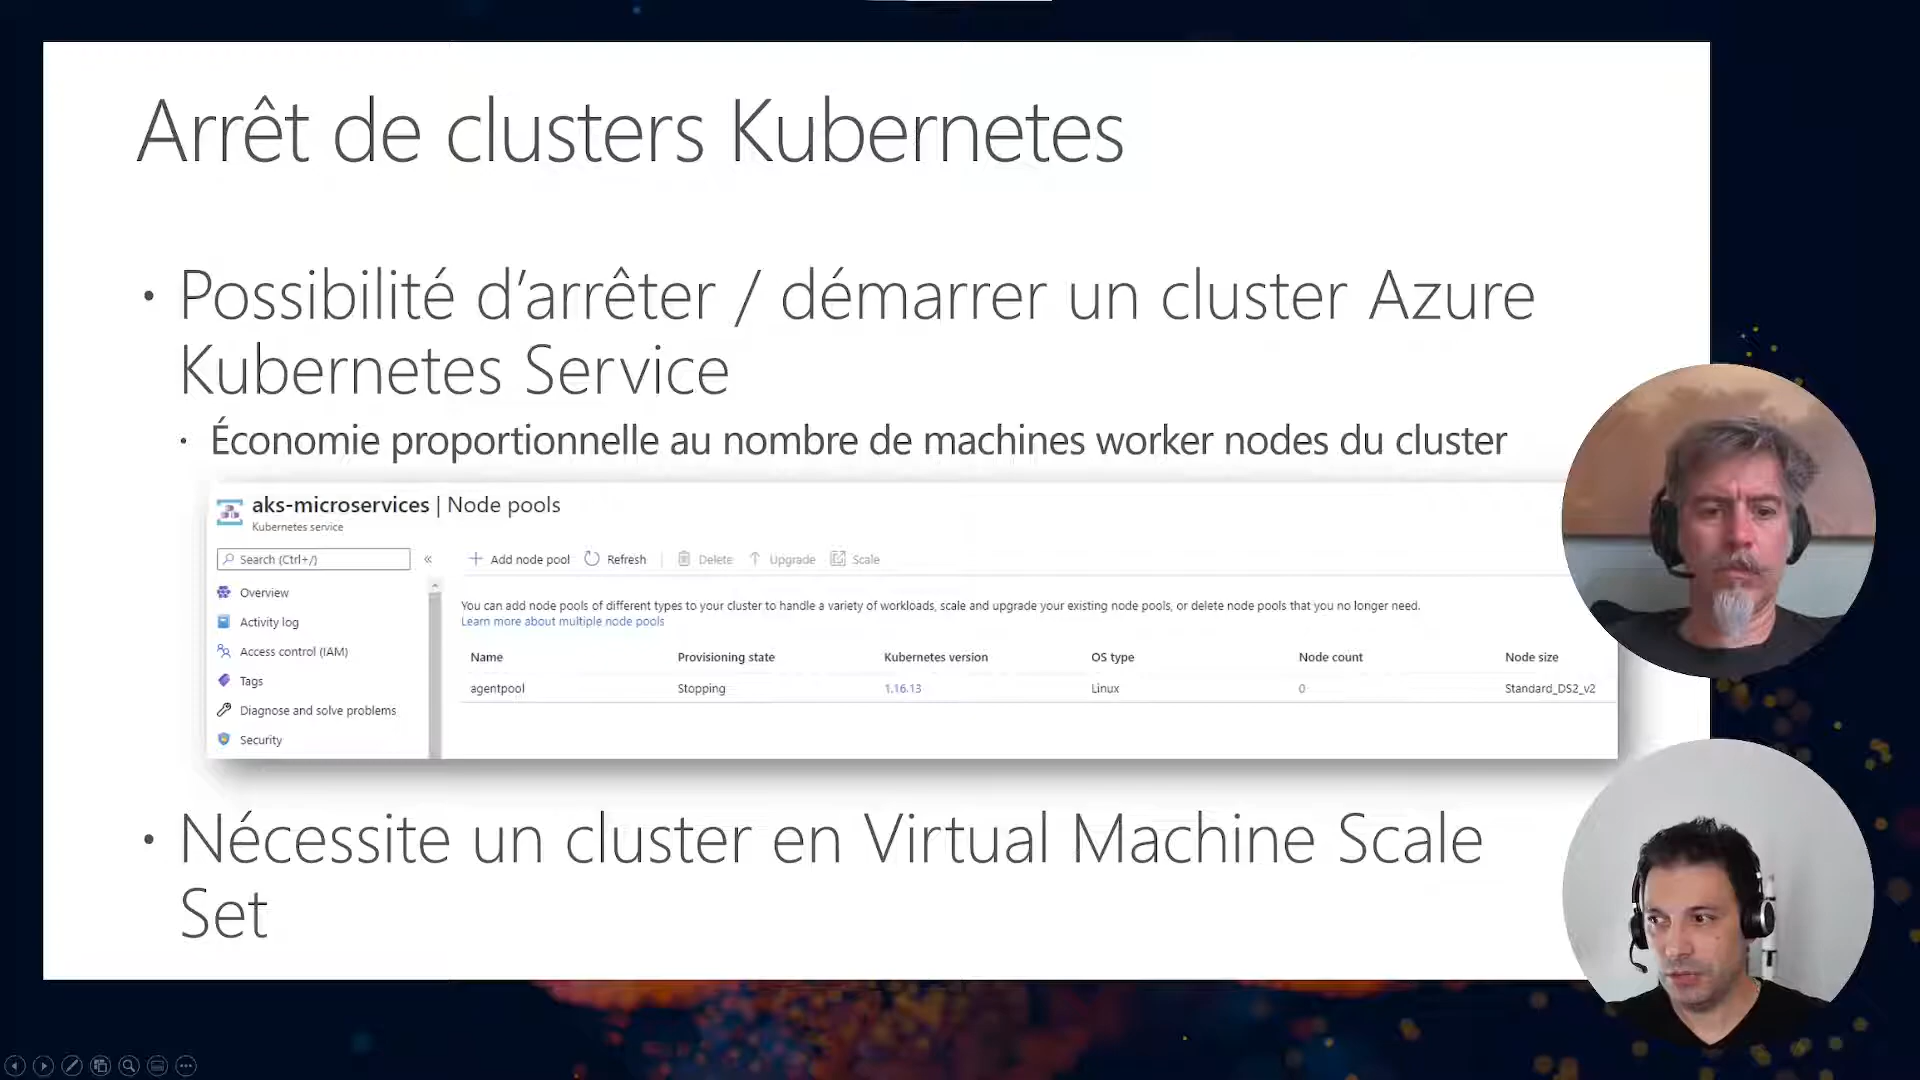 Arrêt de clusters Kubernetes
• Possibilité d’arrêter / démarrer un cluster Azure
Kubernetes Service
• Économie proportionnelle au nombre de machines worker nodes du cluster
aks-microservices | Node pools
Kubernetes service
Search (Ctrl+/)
«
Add node pool Refresh Delete Upgrade Scale
Overview
Activity log
Access control (IAM)
Tags
Diagnose and solve problems
Security
You can add node pools of different types to your cluster to handle a variety of workloads, scale and upgrade your existing node pools, or delete node pools that you no longer need.
Learn more about multiple node pools
Name Provisioning state Kubernetes version OS type Node count Node size
agentpool Stopping 1.16.13 Linux 0 Standard_DS2_v2
• Nécessite un cluster en Virtual Machine Scale
Set